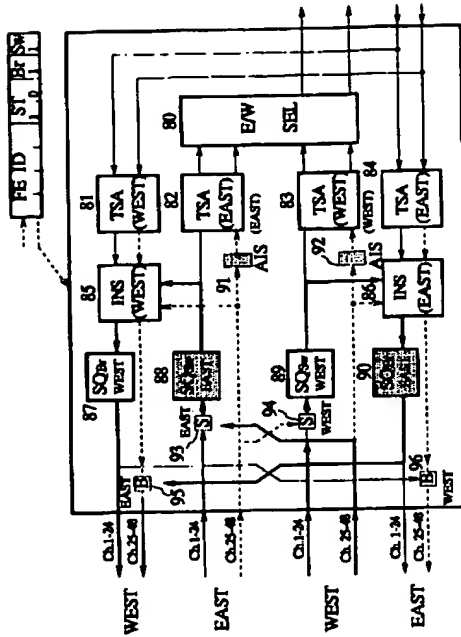 FE ID ST Br Sw
80
E/W
SEL
81
TSA
(WEST)
82
TSA
(EAST)
(EAST)
83
TSA
(WEST)
(WEST)
84
TSA
(EAST)
85
INS
(WEST)
91
AIS
92
AIS
86
INS
(EAST)
87
SQBr
WEST
88
EAST
89
SQSw
WEST
90
EAST
93
EAST
S
94
S
WEST
EAST
B
95
96
B
WEST
Ch.1-24
Ch.25-48
WEST
Ch.1-24
Ch.25-48
EAST
Ch.1-24
Ch.25-48
WEST
Ch.1-24
Ch.25-48
EAST